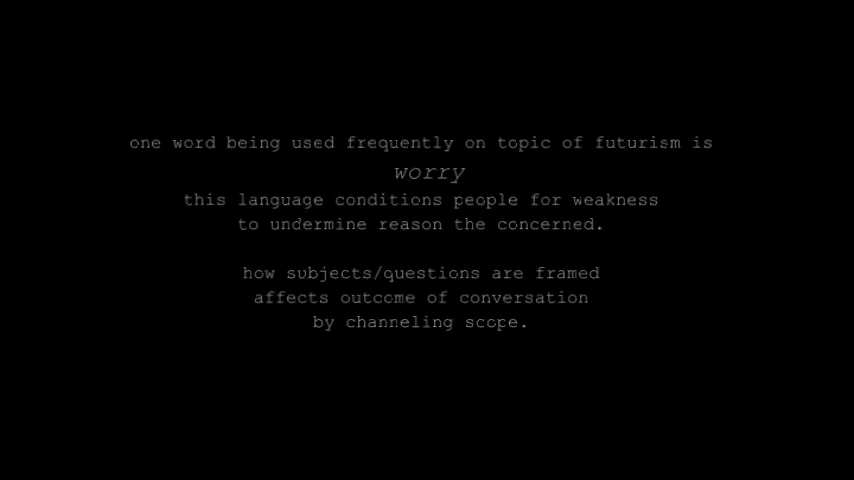 one word being used frequently on topic of futurism is
worry
this language conditions people for weakness
to undermine reason the concerned.
how subjects/questions are framed
affects outcome of conversation
by channeling scope.